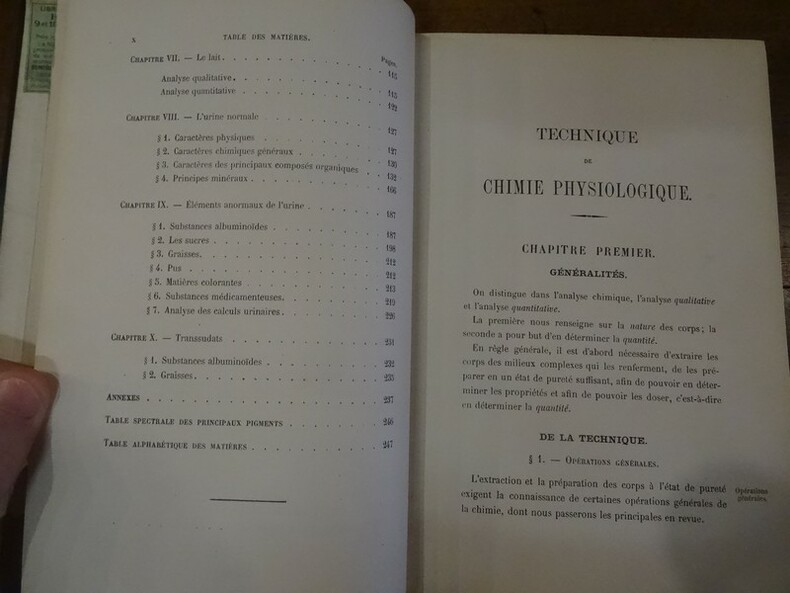 x
TABLE DES MATIÈRES.
Pages.
CHAPITRE VII. — Le lait . . . . . . . . . . 113
Analyse qualitative. . . . . . . . . . 113
Analyse quantitative . . . . . . . . . . 122
CHAPITRE VIII. — L'urine normale . . . . . . . . . . 127
§ 1. Caractères physiques . . . . . . . . . . 127
§ 2. Caractères chimiques généraux . . . . . . . . . . 130
§ 3. Caractères des principaux composés organiques . . 132
§ 4. Principes minéraux . . . . . . . . . . 166
CHAPITRE IX. — Éléments anormaux de l'urine . . . . . . . . 187
§ 1. Substances albuminoïdes . . . . . . . . . . 187
§ 2. Les sucres . . . . . . . . . . 198
§ 3. Graisses. . . . . . . . . . 212
§ 4. Pus . . . . . . . . . . 212
§ 5. Matières colorantes . . . . . . . . . . 213
§ 6. Substances médicamenteuses. . . . . . . . . . 219
§ 7. Analyse des calculs urinaires . . . . . . . . . . 220
CHAPITRE X. — Transsudats . . . . . . . . . . 231
§ 1. Substances albuminoïdes . . . . . . . . . . 232
§ 2. Graisses. . . . . . . . . . 235
ANNEXES . . . . . . . . . . 237
TABLE SPECTRALE DES PRINCIPAUX PIGMENTS . . . . . . . . 246
TABLE ALPHABÉTIQUE DES MATIÈRES . . . . . . . . . . 247
TECHNIQUE
DE
CHIMIE PHYSIOLOGIQUE.
CHAPITRE PREMIER.
GÉNÉRALITÉS.
On distingue dans l'analyse chimique, l'analyse qualitative
et l'analyse quantitative.
La première nous renseigne sur la nature des corps ; la
seconde a pour but d'en déterminer la quantité.
En règle générale, il est d'abord nécessaire d'extraire les
corps des milieux complexes qui les renferment, de les pré-
parer en un état de pureté suffisant, afin de pouvoir en déter-
miner les propriétés et afin de pouvoir les doser, c'est-à-dire
en déterminer la quantité.
DE LA TECHNIQUE.
§ 1. — OPÉRATIONS GÉNÉRALES.
L'extraction et la préparation des corps à l'état de pureté
exigent la connaissance de certaines opérations générales de
la chimie, dont nous passerons les principales en revue.
Opérations
générales.